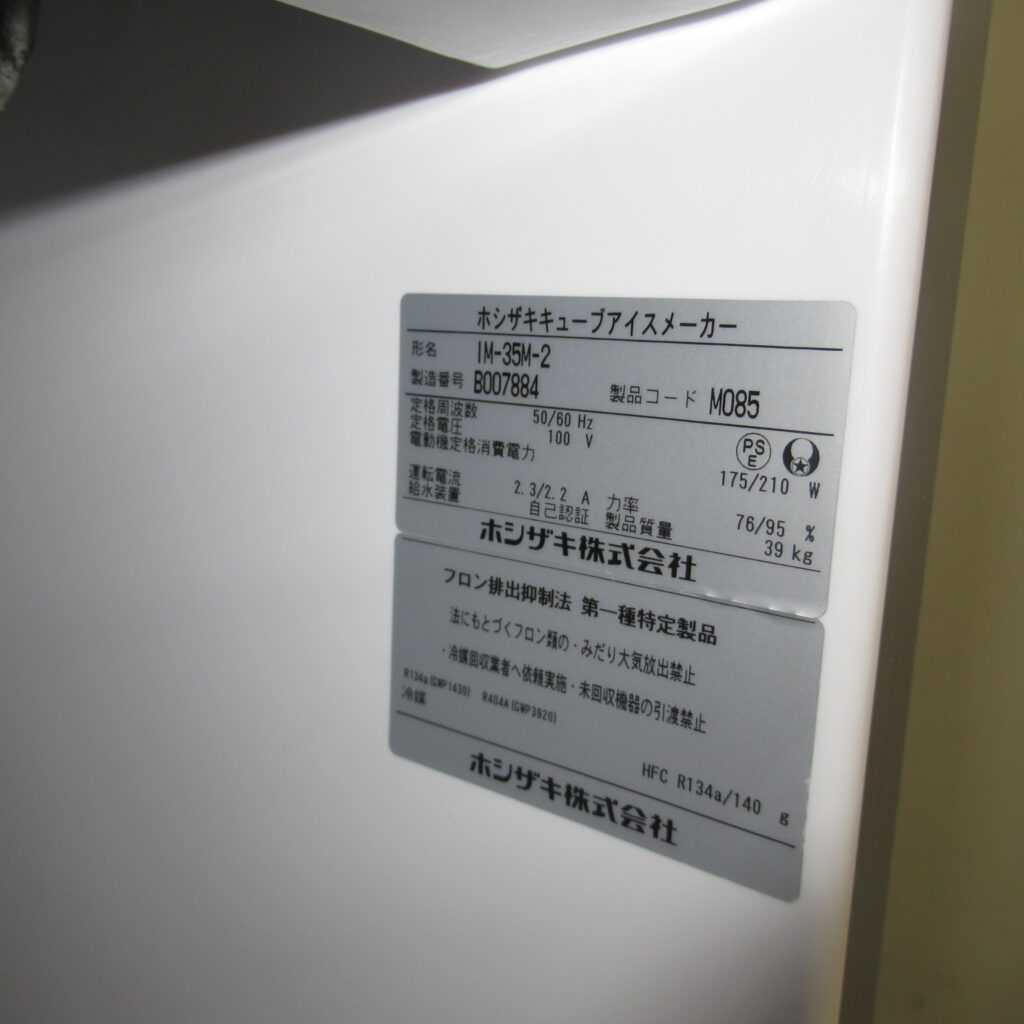 ホシザキキューブアイスメーカー
形名 IM-35M-2
製造番号 B007884 製品コード M085
定格周波数 50/60 Hz
定格電圧 100 V
電動機定格消費電力 175/210 W
PS E
運転電流 2.3/2.2 A 力率 76/95 %
給水装置 自己認証 製品質量 39 kg
ホシザキ株式会社
フロン排出抑制法 第一種特定製品
法にもとづくフロン類の・みだり大気放出禁止
・冷媒回収業者へ依頼実施・未回収機器の引渡禁止
R134a(GWP1430) R404A(GWP3920)
冷媒 HFC R134a/140 g
ホシザキ株式会社